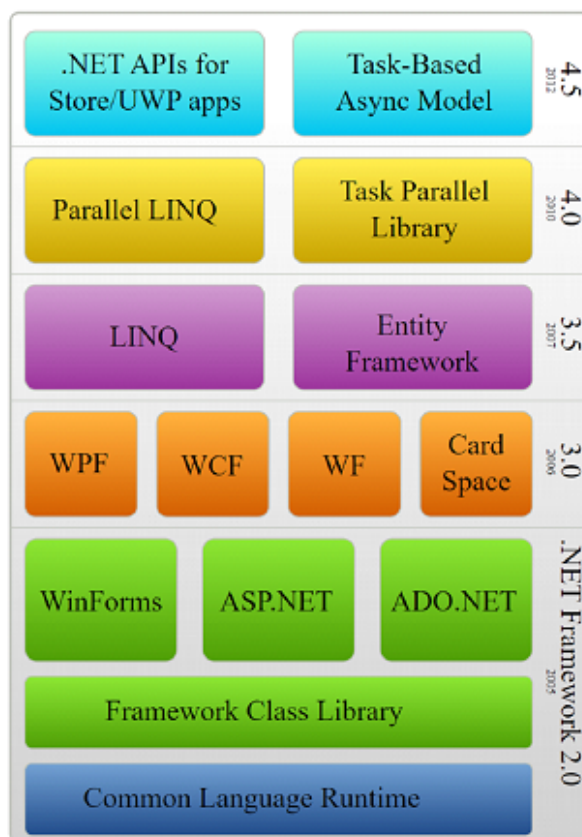 .NET APIs for
Store/UWP apps
Task-Based
Async Model
4.5
2012
Parallel LINQ
Task Parallel
Library
4.0
2010
LINQ
Entity
Framework
3.5
2007
WPF
WCF
WF
Card
Space
3.0
2006
WinForms
ASP.NET
ADO.NET
Framework Class Library
Common Language Runtime
.NET Framework 2.0
2005